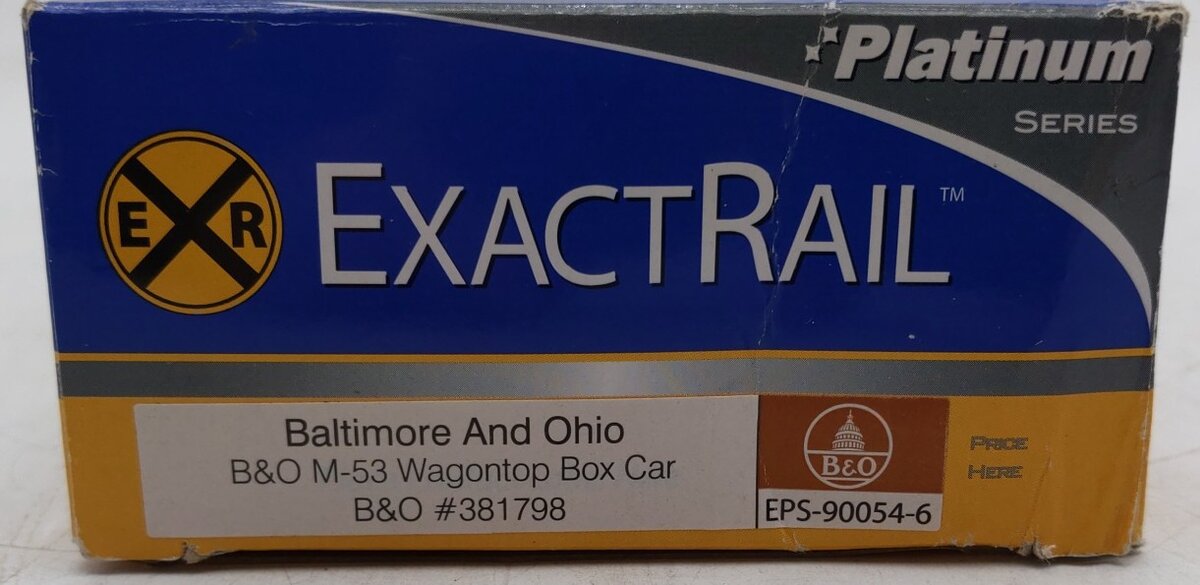 Platinum
SERIES
E R
EXACTRAIL™
Baltimore And Ohio
B&O M-53 Wagontop Box Car
B&O #381798
B&O
EPS-90054-6
PRICE
HERE